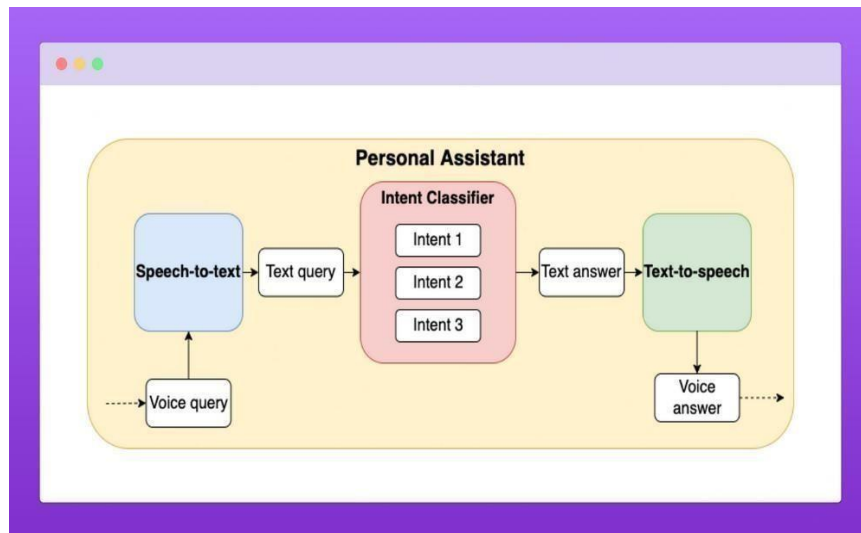 Personal Assistant
Intent Classifier
Intent 1
Speech-to-text
Text query
Intent 2
Text answer
Text-to-speech
Intent 3
Voice query
Voice
answer